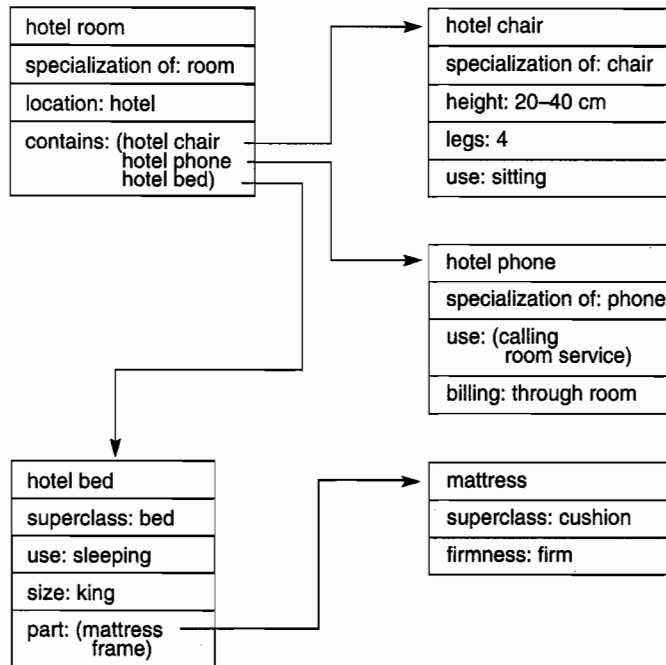 hotel room
specialization of: room
location: hotel
contains: (hotel chair
hotel phone
hotel bed)
hotel chair
specialization of: chair
height: 20–40 cm
legs: 4
use: sitting
hotel phone
specialization of: phone
use: (calling
room service)
billing: through room
hotel bed
superclass: bed
use: sleeping
size: king
part: (mattress
frame)
mattress
superclass: cushion
firmness: firm